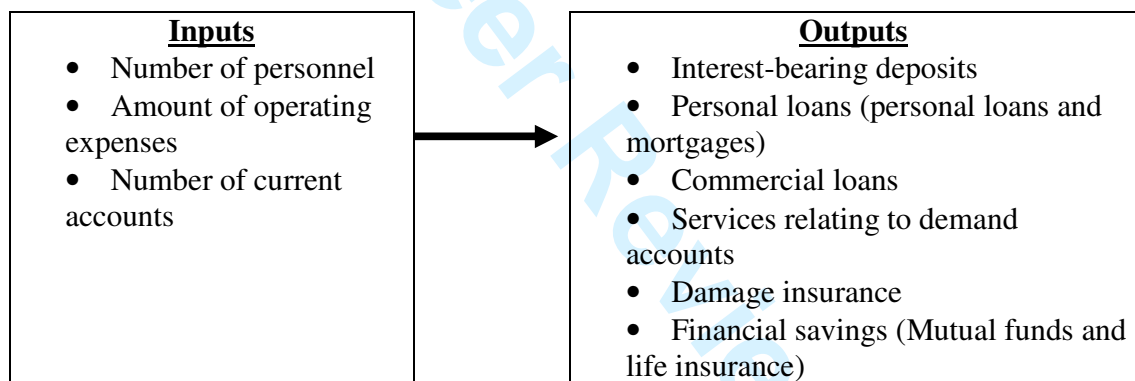 Inputs
• Number of personnel
• Amount of operating
expenses
• Number of current
accounts
Outputs
• Interest-bearing deposits
• Personal loans (personal loans and
mortgages)
• Commercial loans
• Services relating to demand
accounts
• Damage insurance
• Financial savings (Mutual funds and
life insurance)